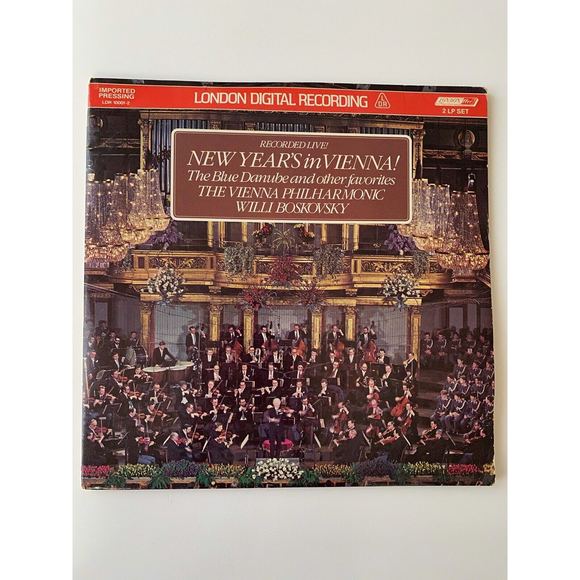 IMPORTED
PRESSING
LDR 10001-2
LONDON DIGITAL RECORDING
LDR
LONDON ffrr
2 LP SET
RECORDED LIVE!
NEW YEAR'S in VIENNA!
The Blue Danube and other favorites
THE VIENNA PHILHARMONIC
WILLI BOSKOVSKY